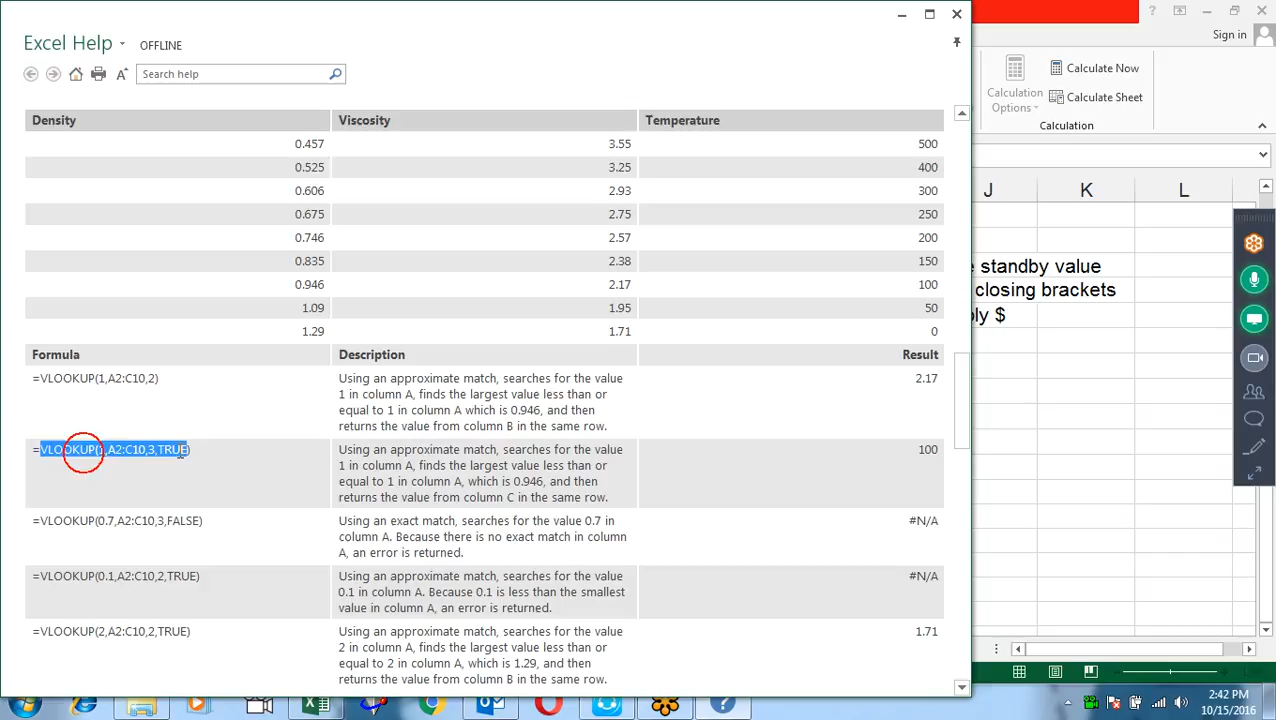 Excel Help OFFLINE
Search help
Sign in
Calculation Options
Calculate Now
Calculate Sheet
Calculation
Density Viscosity Temperature
0.457 3.55 500
0.525 3.25 400
0.606 2.93 300
0.675 2.75 250
0.746 2.57 200
0.835 2.38 150
0.946 2.17 100
1.09 1.95 50
1.29 1.71 0
Formula Description Result
=VLOOKUP(1,A2:C10,2) Using an approximate match, searches for the value 2.17
1 in column A, finds the largest value less than or
equal to 1 in column A which is 0.946, and then
returns the value from column B in the same row.
=VLOOKUP(1,A2:C10,3,TRUE) Using an approximate match, searches for the value 100
1 in column A, finds the largest value less than or
equal to 1 in column A, which is 0.946, and then
returns the value from column C in the same row.
=VLOOKUP(0.7,A2:C10,3,FALSE) Using an exact match, searches for the value 0.7 in #N/A
column A. Because there is no exact match in column
A, an error is returned.
=VLOOKUP(0.1,A2:C10,2,TRUE) Using an approximate match, searches for the value #N/A
0.1 in column A. Because 0.1 is less than the smallest
value in column A, an error is returned.
=VLOOKUP(2,A2:C10,2,TRUE) Using an approximate match, searches for the value 1.71
2 in column A, finds the largest value less than or
equal to 2 in column A, which is 1.29, and then
returns the value from column B in the same row.
J K L
standby value
closing brackets
$
2:42 PM
10/15/2016